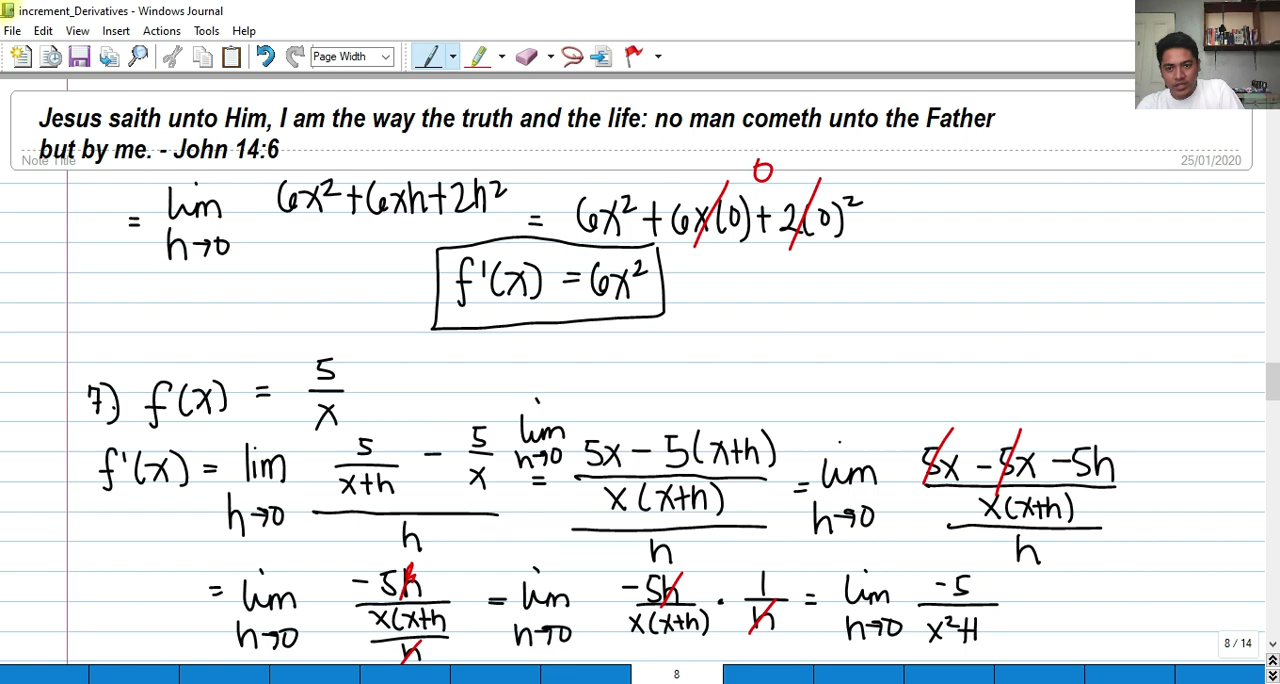 increment_Derivatives - Windows Journal
File Edit View Insert Actions Tools Help
Page Width
Jesus saith unto Him, I am the way the truth and the life: no man cometh unto the Father
but by me. - John 14:6
Note Title
25/01/2020
= lim h→0 6x² + 6xh + 2h² = 6x² + 6x(0) + 2(0)²
0
f'(x) = 6x²
7.) f(x) = 5/x
f'(x) = lim h→0 (5/(x+h) - 5/x)/h = lim h→0 ((5x - 5(x+h))/(x(x+h)))/h = lim h→0 ((5x - 5x - 5h)/(x(x+h)))/h
= lim h→0 (-5h/(x(x+h))/h = lim h→0 -5h/(x(x+h)) · 1/h = lim h→0 -5/(x²+
8 / 14
8